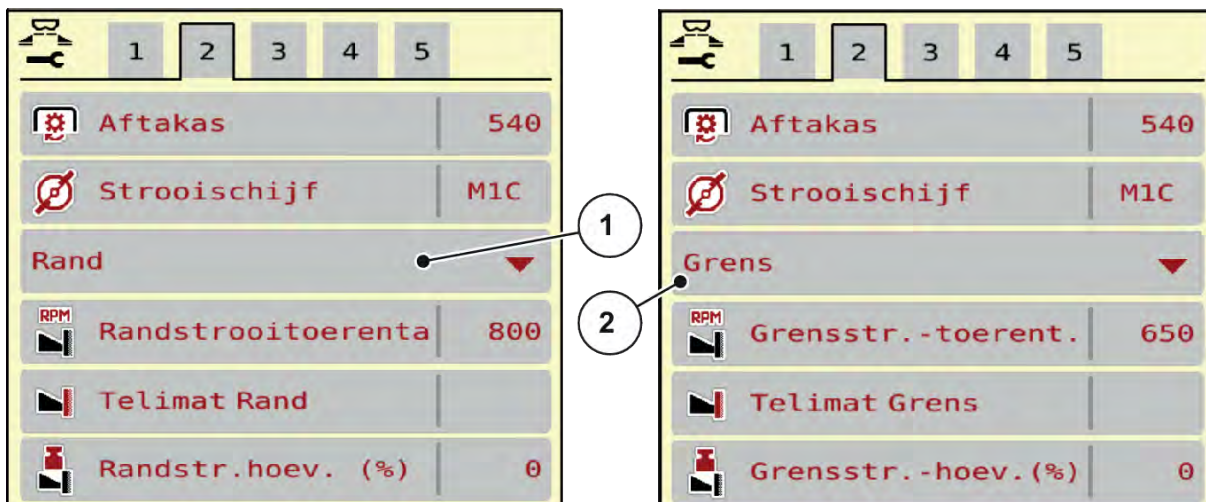 1 2 3 4 5
Aftakas 540
Strooischijf M1C
Rand
RPM
Randstrooitoerenta 800
Telimat Rand
Randstr.hoev. (%) 0
1
2
1 2 3 4 5
Aftakas 540
Strooischijf M1C
Grens
RPM
Grensstr.-toerent. 650
Telimat Grens
Grensstr.-hoev.(%) 0